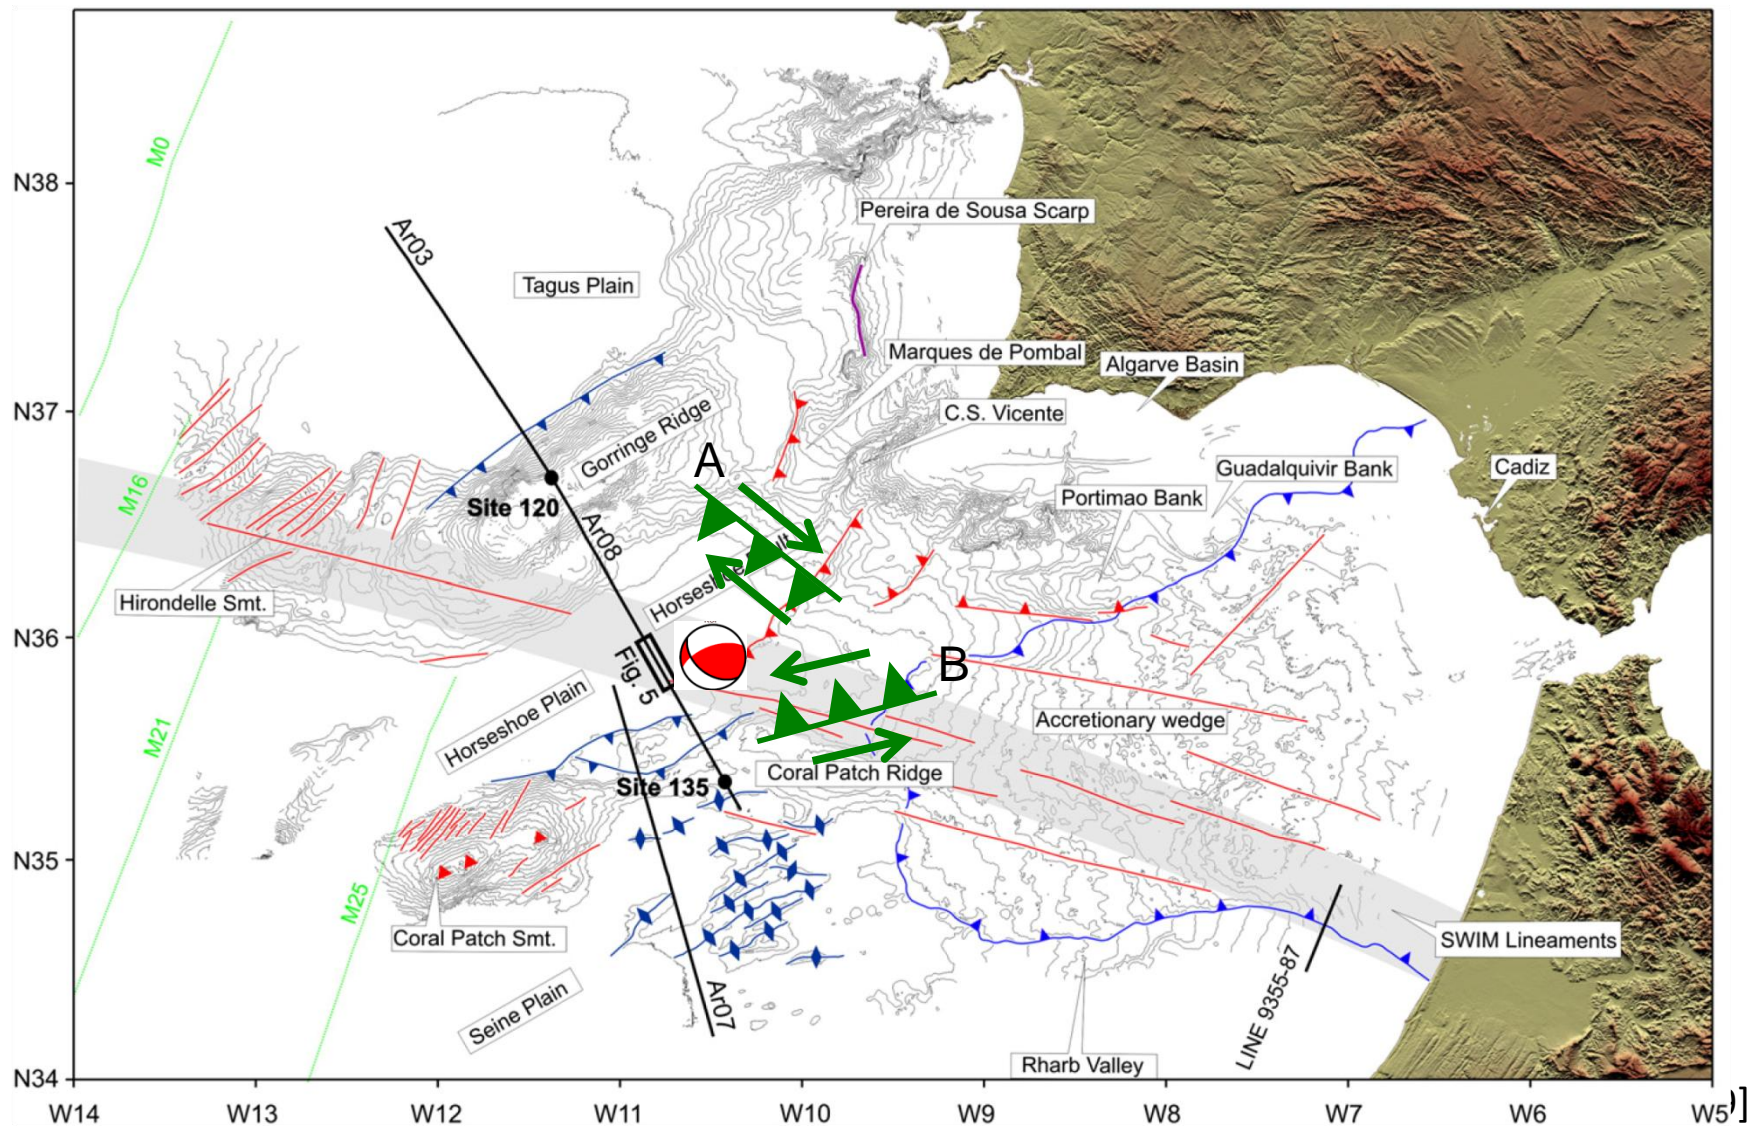 N38
N37
N36
N35
N34
W14
W13
W12
W11
W10
W9
W8
W7
W6
W5
9]
M0
M16
M21
M25
Ar03
Tagus Plain
Pereira de Sousa Scarp
Marques de Pombal
Algarve Basin
C.S. Vicente
Gorringe Ridge
A
Guadalquivir Bank
Cadiz
Portimao Bank
Site 120
Ar08
Hirondelle Smt.
Fig. 5
B
Horseshoe Plain
Accretionary wedge
Coral Patch Ridge
Site 135
Coral Patch Smt.
SWIM Lineaments
Seine Plain
Ar07
LINE 9355-87
Rharb Valley